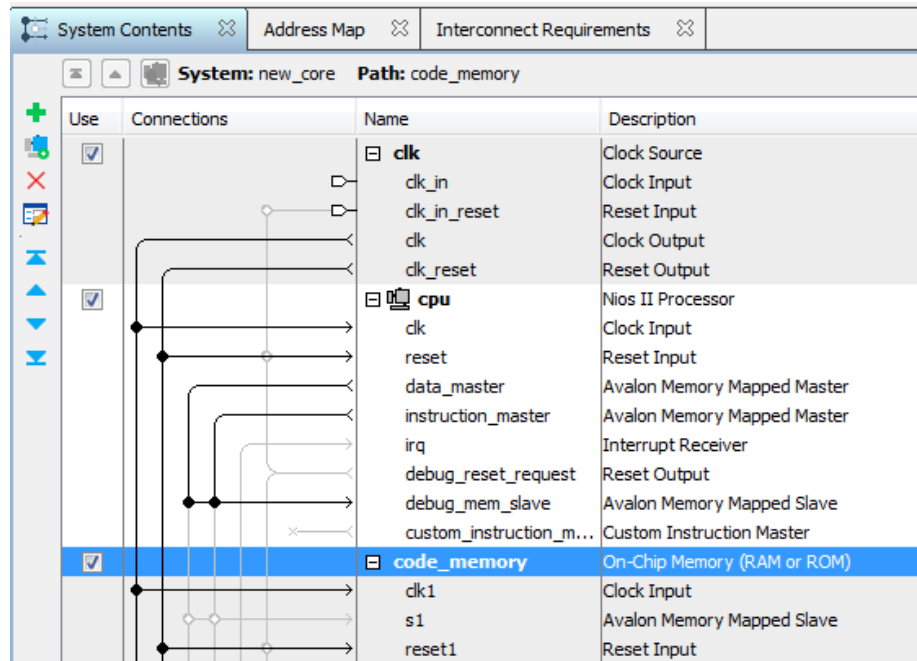 System Contents Address Map Interconnect Requirements
System: new_core Path: code_memory
Use Connections Name Description
clk Clock Source
clk_in Clock Input
clk_in_reset Reset Input
clk Clock Output
clk_reset Reset Output
cpu Nios II Processor
clk Clock Input
reset Reset Input
data_master Avalon Memory Mapped Master
instruction_master Avalon Memory Mapped Master
irq Interrupt Receiver
debug_reset_request Reset Output
debug_mem_slave Avalon Memory Mapped Slave
custom_instruction_m... Custom Instruction Master
code_memory On-Chip Memory (RAM or ROM)
clk1 Clock Input
s1 Avalon Memory Mapped Slave
reset1 Reset Input